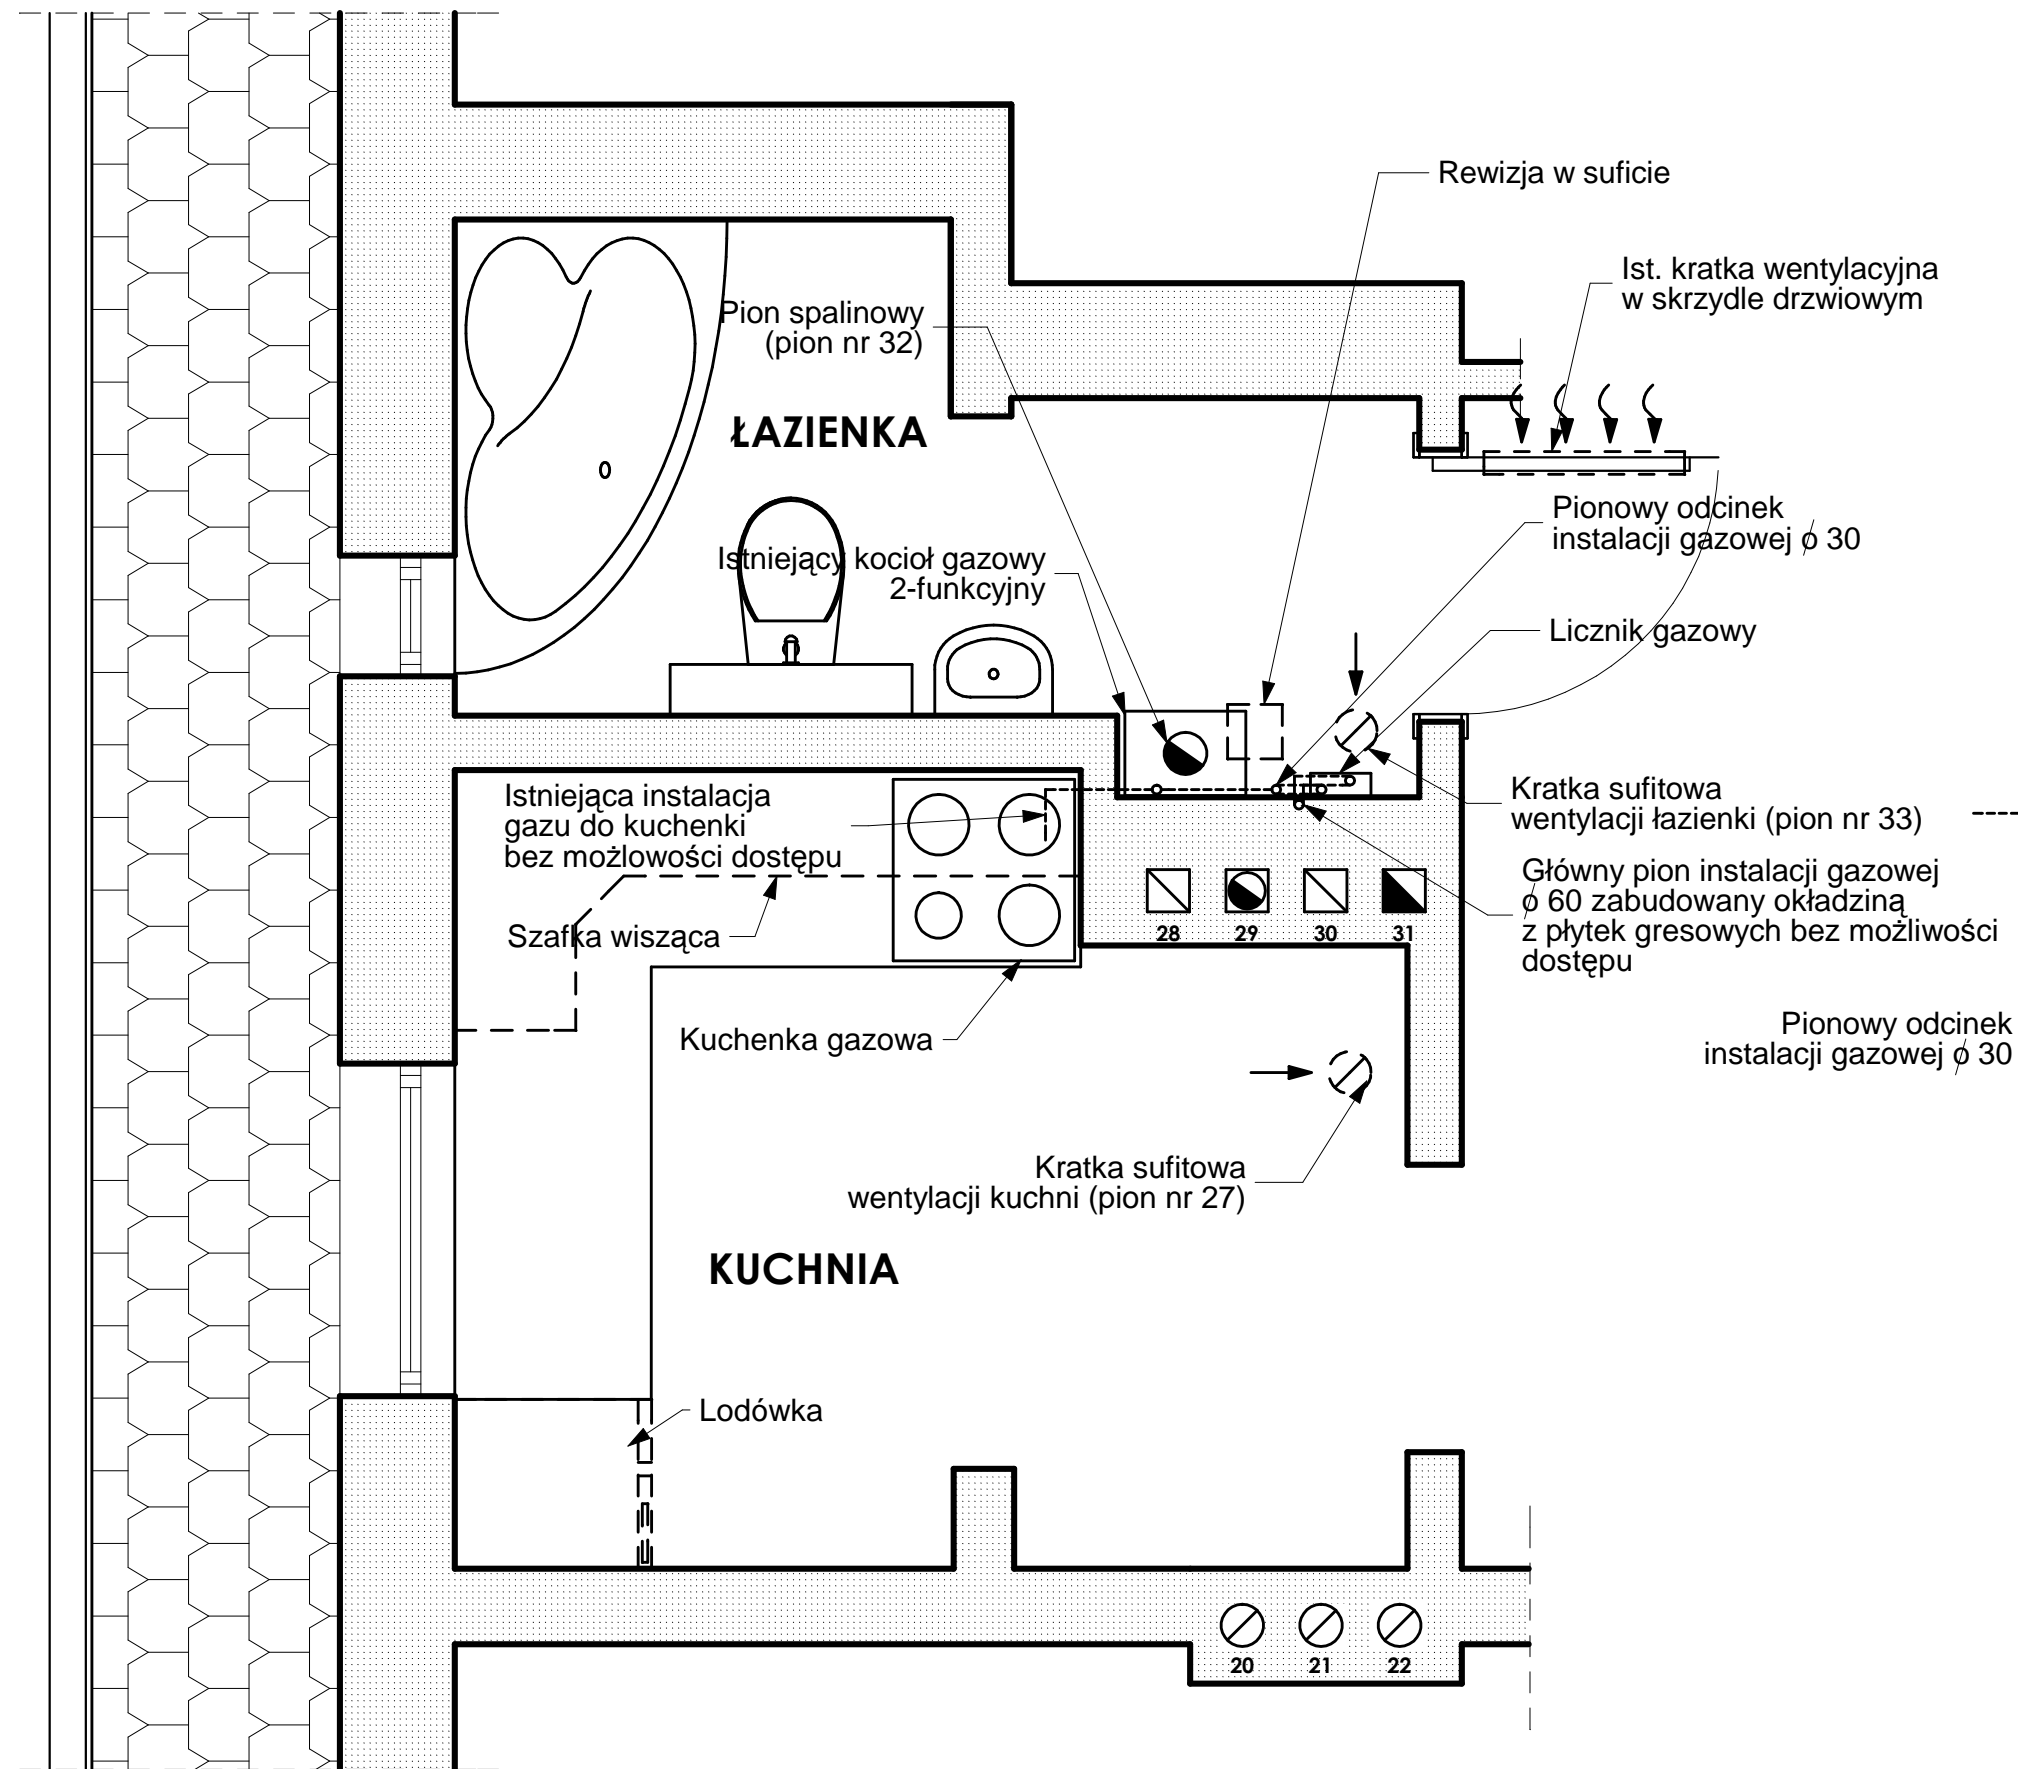 Rewizja w suficie
Ist. kratka wentylacyjna
w skrzydle drzwiowym
Pion spalinowy
(pion nr 32)
ŁAZIENKA
Pionowy odcinek
instalacji gazowej o 30
Istniejący kocioł gazowy
2-funkcyjny
Licznik gazowy
Istniejąca instalacja
gazu do kuchenki
bez możlowości dostępu
Kratka sufitowa
wentylacji łazienki (pion nr 33)
Główny pion instalacji gazowej
o 60 zabudowany okładziną
z płytek gresowych bez możliwości
dostępu
Szafka wisząca
28 29 30 31
Kuchenka gazowa
Pionowy odcinek
instalacji gazowej o 30
Kratka sufitowa
wentylacji kuchni (pion nr 27)
KUCHNIA
Lodówka
20 21 22